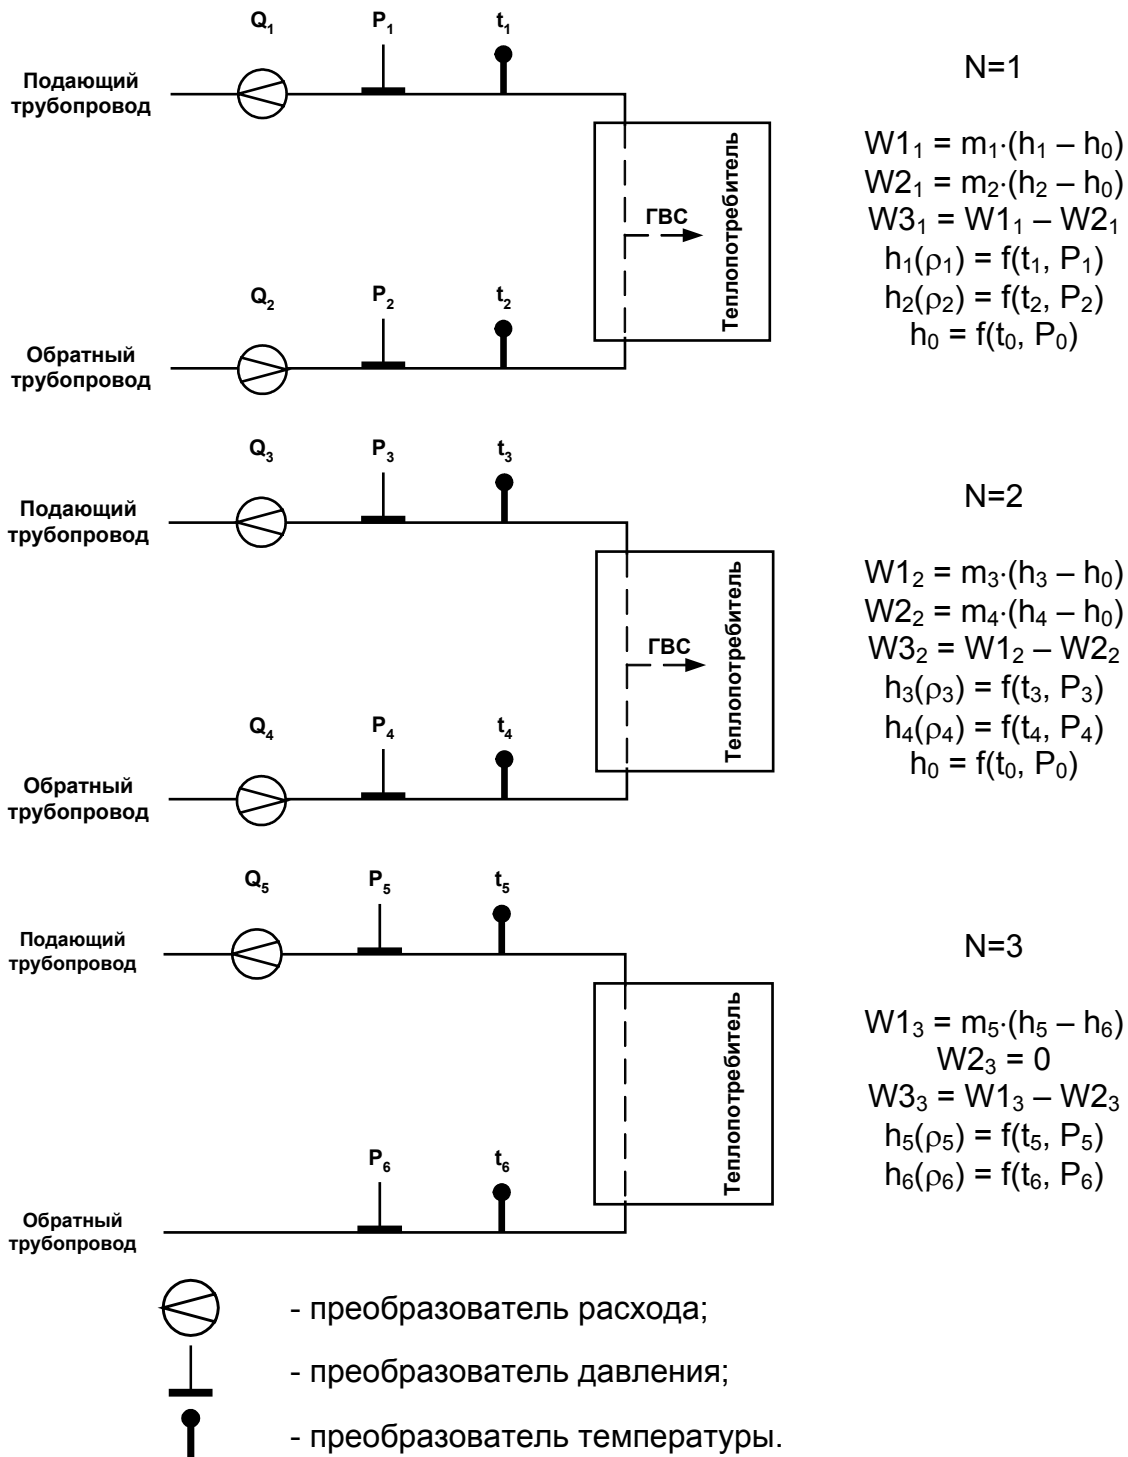 Q₁ P₁ t₁
Подающий
трубопровод
ГВС
Теплопотребитель
Q₂ P₂ t₂
Обратный
трубопровод
N=1
W1₁ = m₁·(h₁ – h₀)
W2₁ = m₂·(h₂ – h₀)
W3₁ = W1₁ – W2₁
h₁(ρ₁) = f(t₁, P₁)
h₂(ρ₂) = f(t₂, P₂)
h₀ = f(t₀, P₀)
Q₃ P₃ t₃
Подающий
трубопровод
ГВС
Теплопотребитель
Q₄ P₄ t₄
Обратный
трубопровод
N=2
W1₂ = m₃·(h₃ – h₀)
W2₂ = m₄·(h₄ – h₀)
W3₂ = W1₂ – W2₂
h₃(ρ₃) = f(t₃, P₃)
h₄(ρ₄) = f(t₄, P₄)
h₀ = f(t₀, P₀)
Q₅ P₅ t₅
Подающий
трубопровод
Теплопотребитель
P₆ t₆
Обратный
трубопровод
N=3
W1₃ = m₅·(h₅ – h₆)
W2₃ = 0
W3₃ = W1₃ – W2₃
h₅(ρ₅) = f(t₅, P₅)
h₆(ρ₆) = f(t₆, P₆)
- преобразователь расхода;
- преобразователь давления;
- преобразователь температуры.